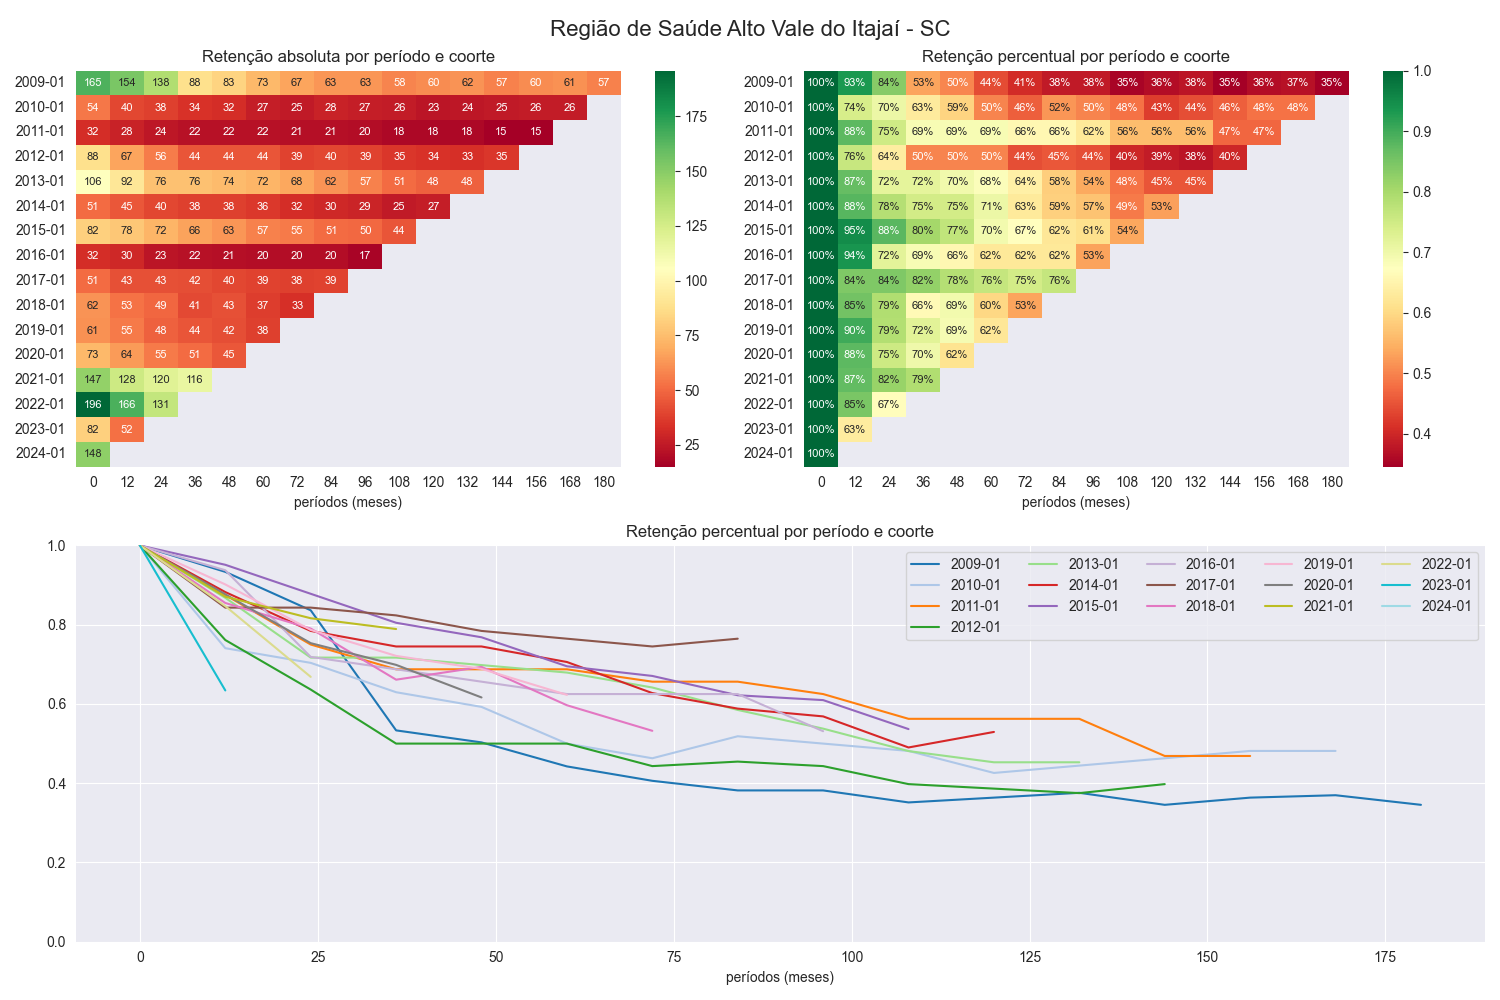 Região de Saúde Alto Vale do Itajaí - SC
Retenção absoluta por período e coorte
2009-01 165 154 138 88 83 73 67 63 63 58 60 62 57 60 61 57
2010-01 54 40 38 34 32 27 25 28 27 26 23 24 25 26 26
2011-01 32 28 24 22 22 22 21 21 20 18 18 18 15 15
2012-01 88 67 56 44 44 44 39 40 39 35 34 33 35
2013-01 106 92 76 76 74 72 68 62 57 51 48 48
2014-01 51 45 40 38 38 36 32 30 29 25 27
2015-01 82 78 72 66 63 57 55 51 50 44
2016-01 32 30 23 22 21 20 20 20 17
2017-01 51 43 43 42 40 39 38 39
2018-01 62 53 49 41 43 37 33
2019-01 61 55 48 44 42 38
2020-01 73 64 55 51 45
2021-01 147 128 120 116
2022-01 196 166 131
2023-01 82 52
2024-01 148
0 12 24 36 48 60 72 84 96 108 120 132 144 156 168 180
períodos (meses)
175
150
125
100
75
50
25
Retenção percentual por período e coorte
2009-01 100% 93% 84% 53% 50% 44% 41% 38% 38% 35% 36% 38% 35% 36% 37% 35%
2010-01 100% 74% 70% 63% 59% 50% 46% 52% 50% 48% 43% 44% 46% 48% 48%
2011-01 100% 88% 75% 69% 69% 69% 66% 66% 62% 56% 56% 56% 47% 47%
2012-01 100% 76% 64% 50% 50% 50% 44% 45% 44% 40% 39% 38% 40%
2013-01 100% 87% 72% 72% 70% 68% 64% 58% 54% 48% 45% 45%
2014-01 100% 88% 78% 75% 75% 71% 63% 59% 57% 49% 53%
2015-01 100% 95% 88% 80% 77% 70% 67% 62% 61% 54%
2016-01 100% 94% 72% 69% 66% 62% 62% 62% 53%
2017-01 100% 84% 84% 82% 78% 76% 75% 76%
2018-01 100% 85% 79% 66% 69% 60% 53%
2019-01 100% 90% 79% 72% 69% 62%
2020-01 100% 88% 75% 70% 62%
2021-01 100% 87% 82% 79%
2022-01 100% 85% 67%
2023-01 100% 63%
2024-01 100%
0 12 24 36 48 60 72 84 96 108 120 132 144 156 168 180
períodos (meses)
1.0
0.9
0.8
0.7
0.6
0.5
0.4
Retenção percentual por período e coorte
1.0
0.8
0.6
0.4
0.2
0.0
2009-01 2013-01 2016-01 2019-01 2022-01
2010-01 2014-01 2017-01 2020-01 2023-01
2011-01 2015-01 2018-01 2021-01 2024-01
2012-01
0 25 50 75 100 125 150 175
períodos (meses)